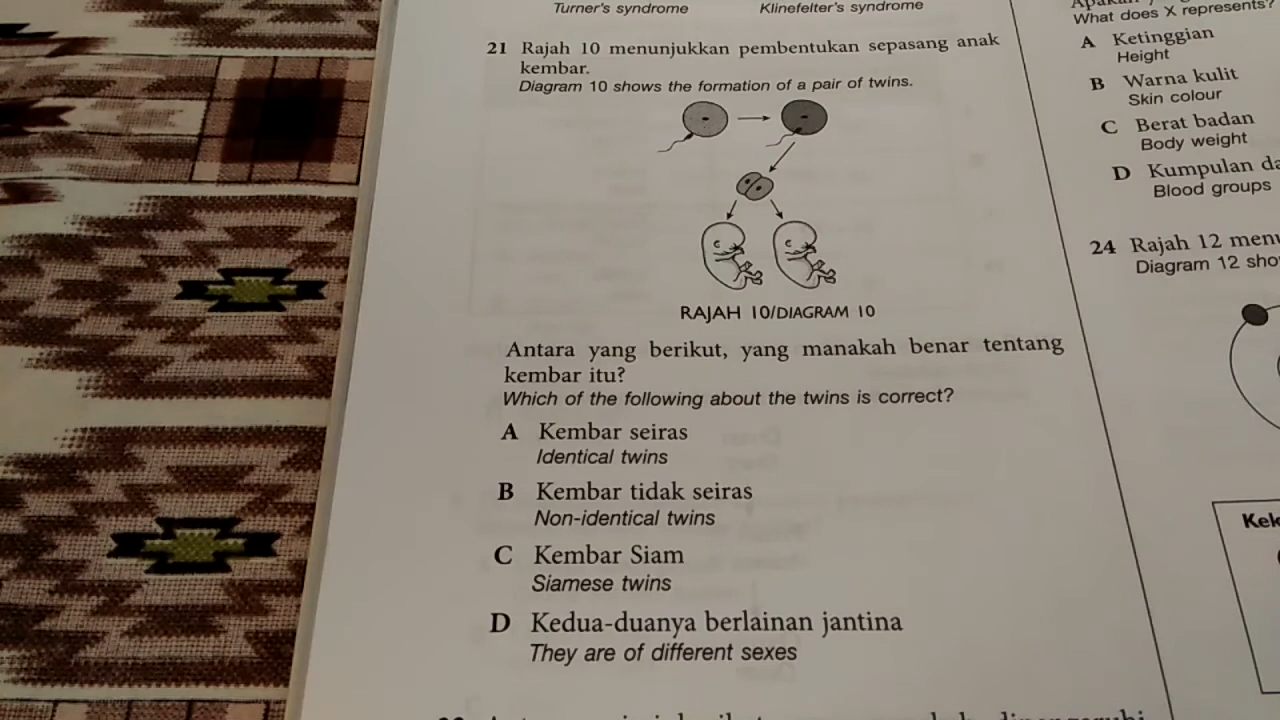 Turner's syndrome
Klinefelter's syndrome
21 Rajah 10 menunjukkan pembentukan sepasang anak
kembar.
Diagram 10 shows the formation of a pair of twins.
RAJAH 10/DIAGRAM 10
Antara yang berikut, yang manakah benar tentang
kembar itu?
Which of the following about the twins is correct?
A Kembar seiras
Identical twins
B Kembar tidak seiras
Non-identical twins
C Kembar Siam
Siamese twins
D Kedua-duanya berlainan jantina
They are of different sexes
What does X represents?
A Ketinggian
Height
B Warna kulit
Skin colour
C Berat badan
Body weight
D Kumpulan
Blood groups
24 Rajah 12
Diagram 12